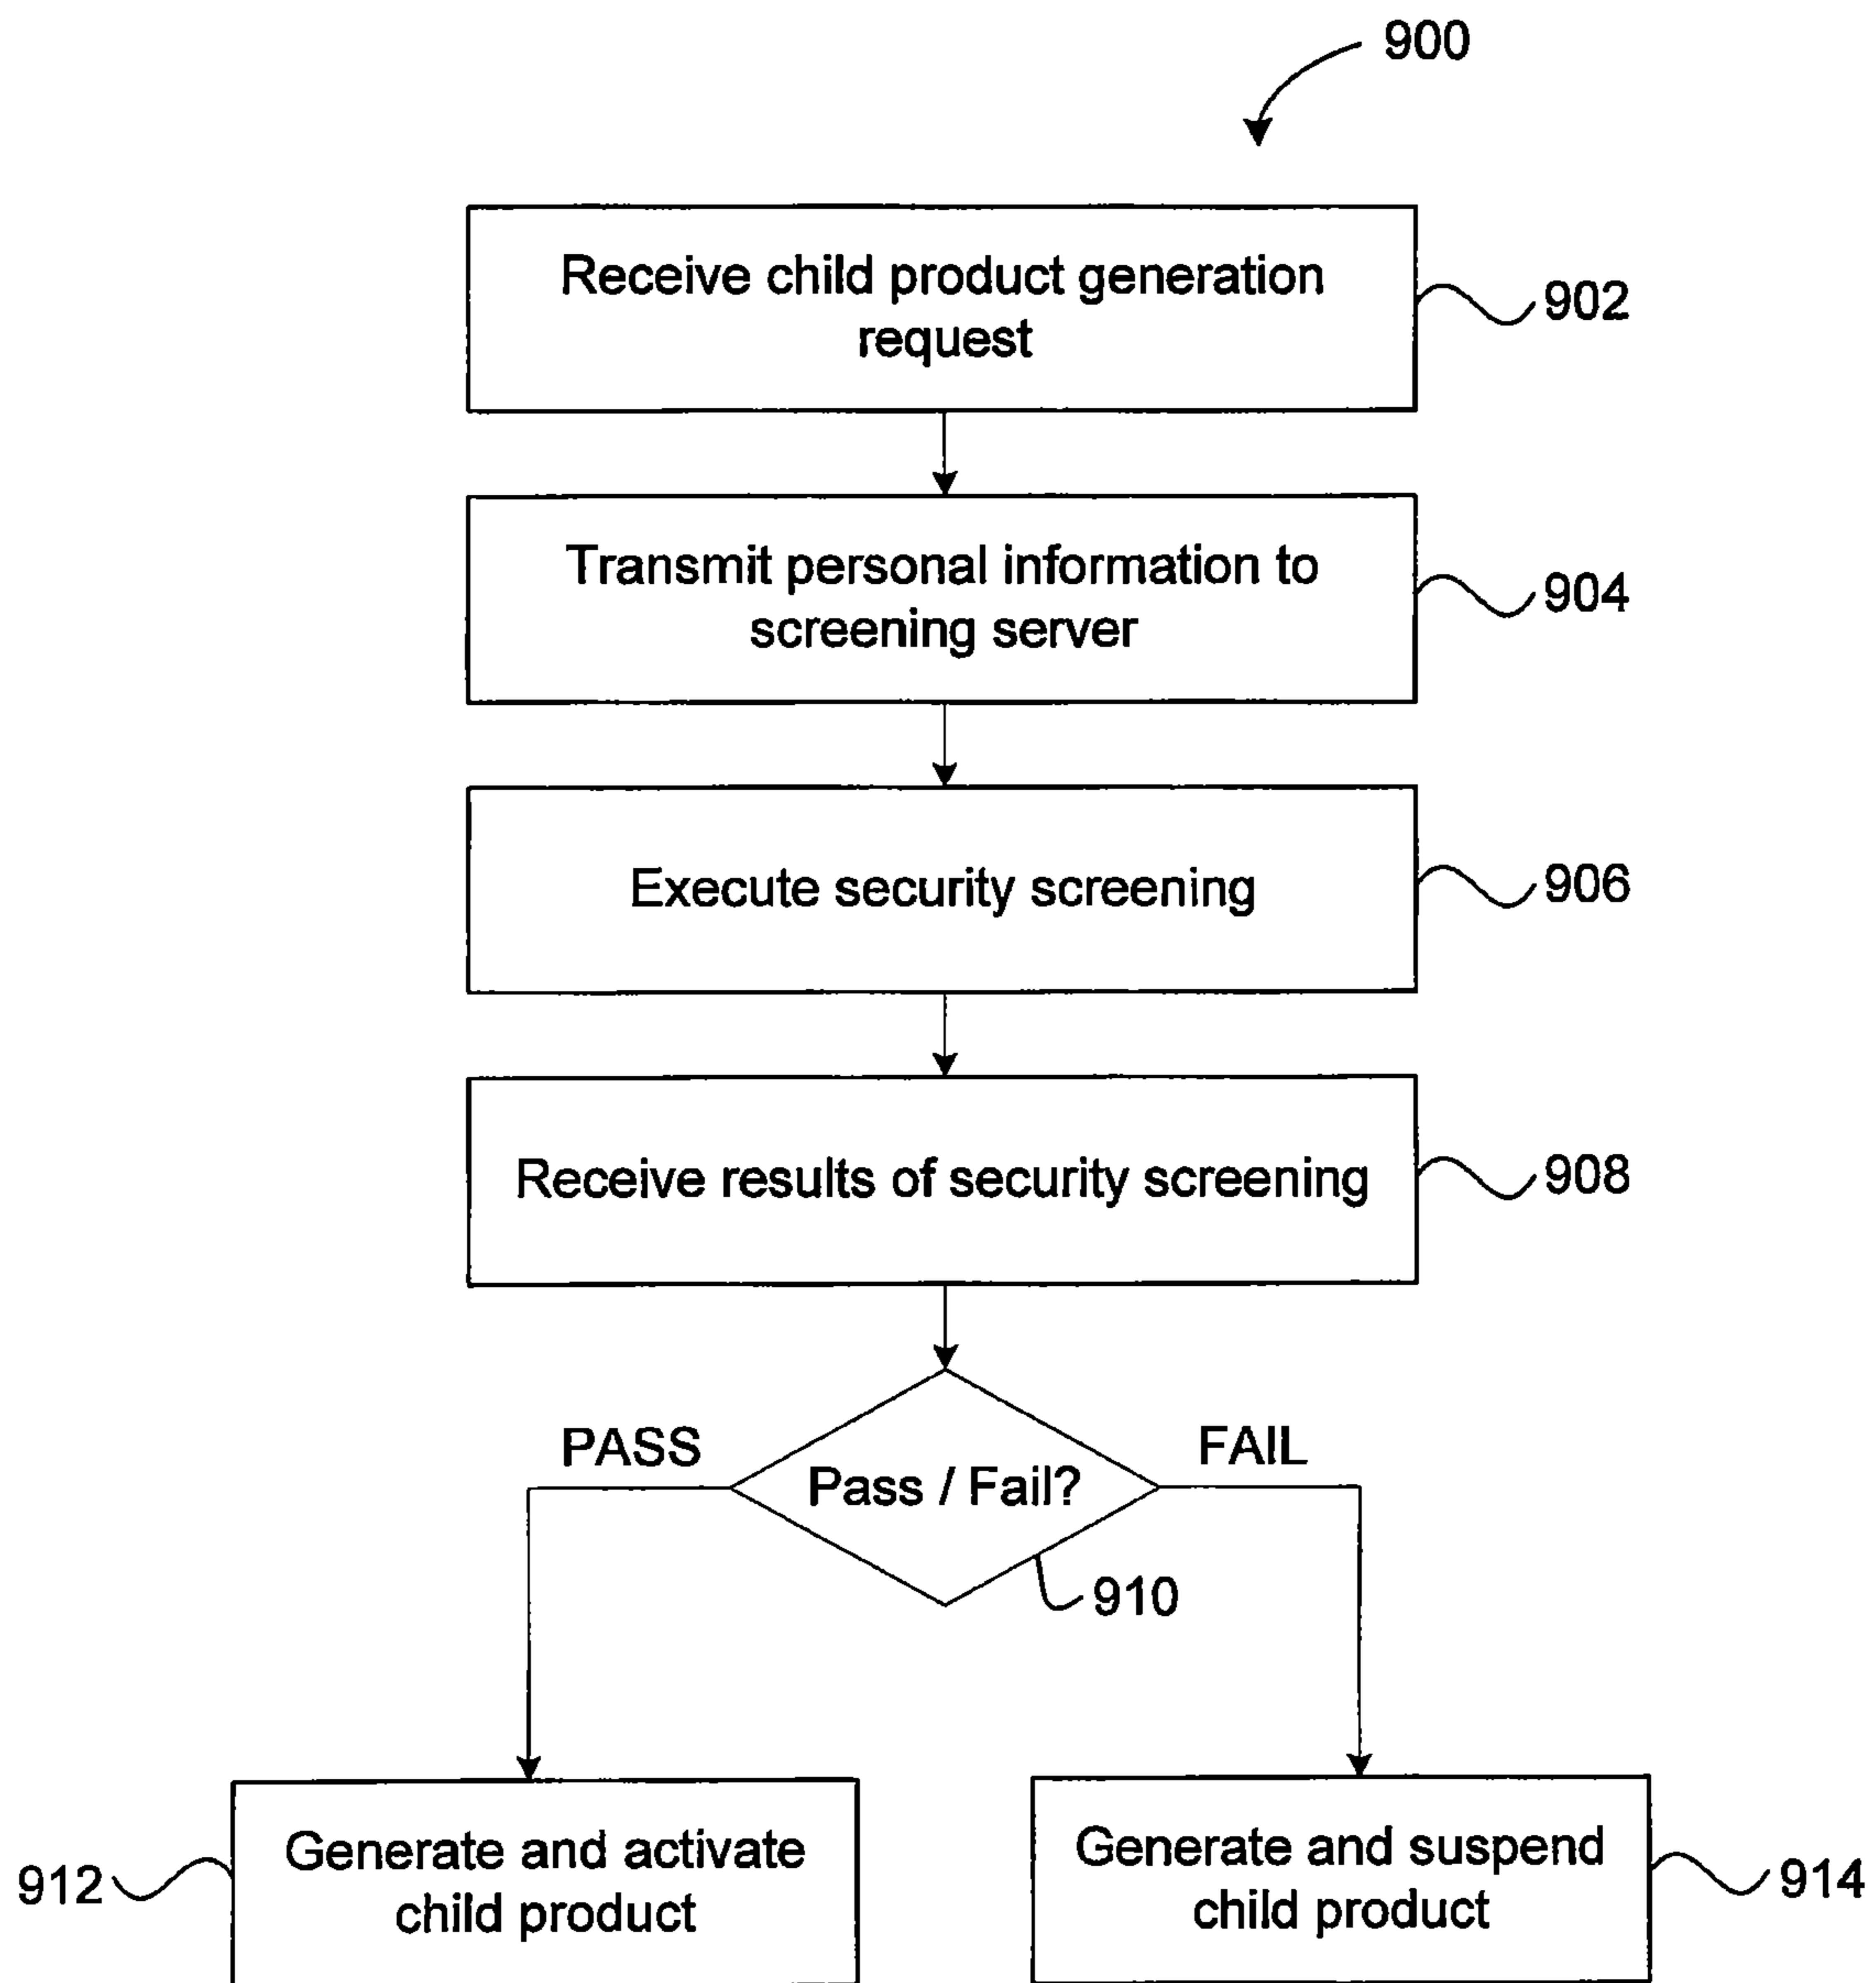 900
Receive child product generation
request
902
Transmit personal information to
screening server
904
Execute security screening
906
Receive results of security screening
908
PASS
FAIL
Pass / Fail?
910
Generate and activate
child product
912
Generate and suspend
child product
914